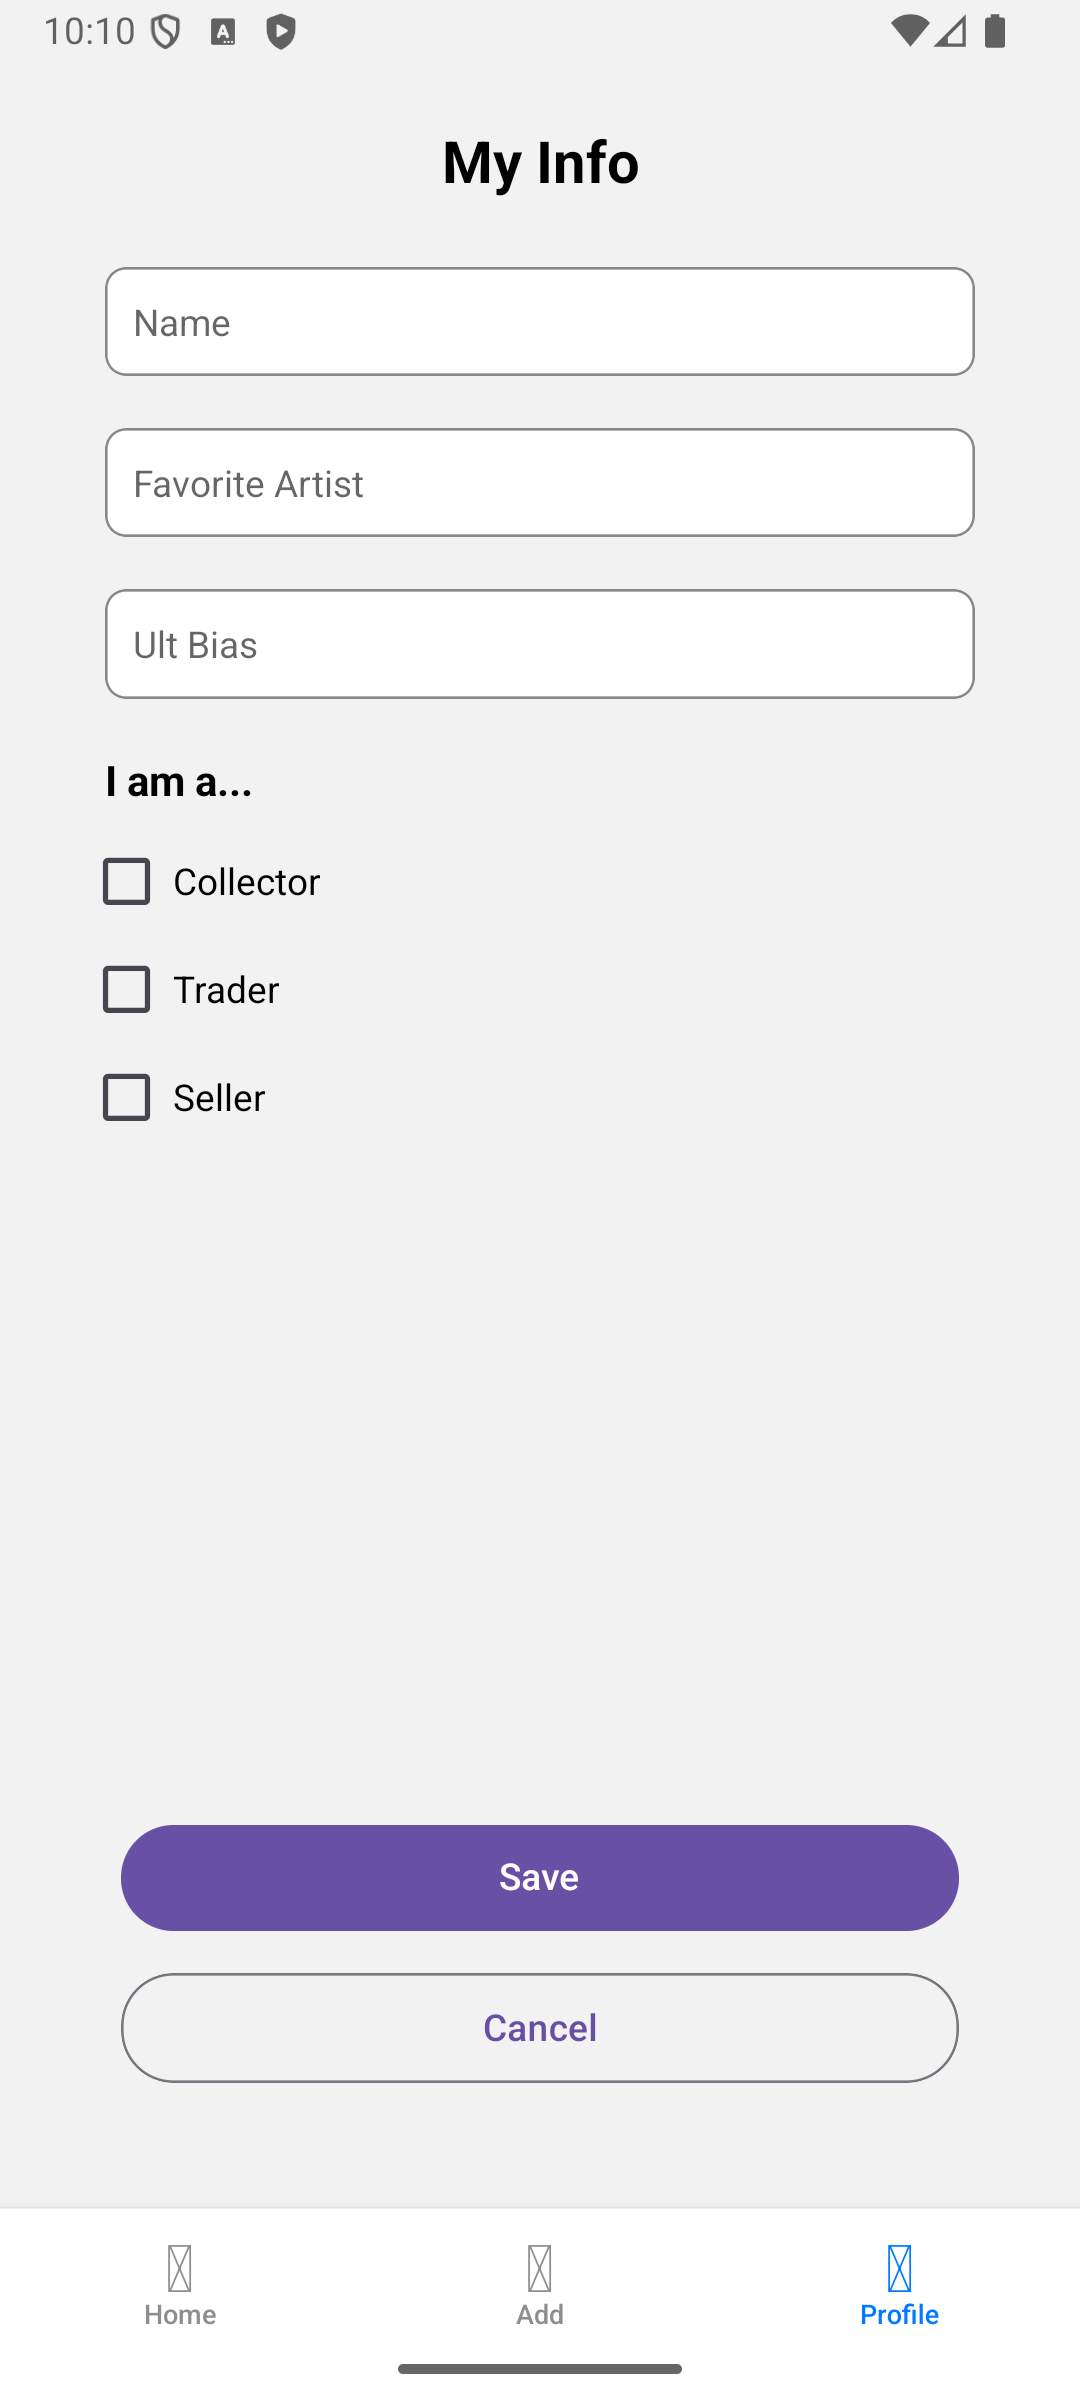 10:10
My Info
Name
Favorite Artist
Ult Bias
I am a...
Collector
Trader
Seller
Save
Cancel
Home
Add
Profile